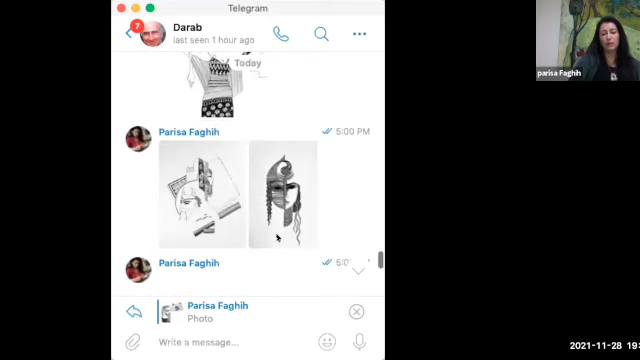 Telegram
7
Darab
last seen 1 hour ago
Today
Parisa Faghih
5:00 PM
Parisa Faghih
Parisa Faghih
Photo
Write a message...
parisa Faghih
2021-11-28